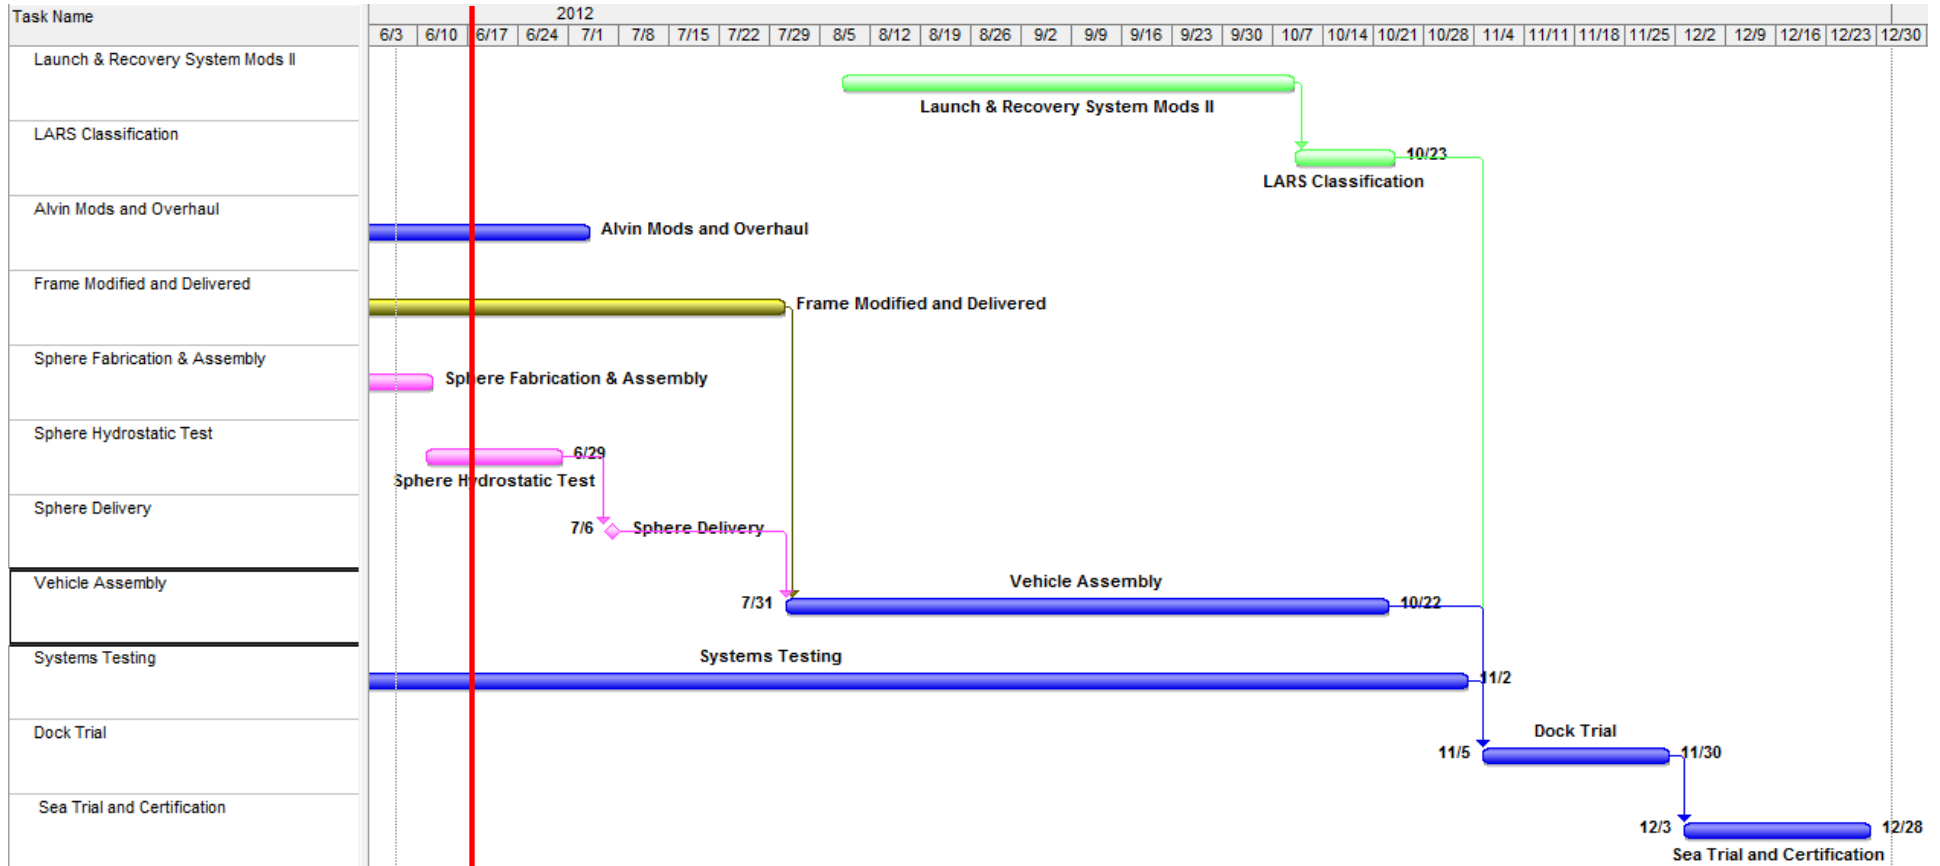 Task Name
2012
6/3 6/10 6/17 6/24 7/1 7/8 7/15 7/22 7/29 8/5 8/12 8/19 8/26 9/2 9/9 9/16 9/23 9/30 10/7 10/14 10/21 10/28 11/4 11/11 11/18 11/25 12/2 12/9 12/16 12/23 12/30
Launch & Recovery System Mods II
Launch & Recovery System Mods II
LARS Classification
10/23
LARS Classification
Alvin Mods and Overhaul
Alvin Mods and Overhaul
Frame Modified and Delivered
Frame Modified and Delivered
Sphere Fabrication & Assembly
Sphere Fabrication & Assembly
Sphere Hydrostatic Test
6/29
Sphere Hydrostatic Test
Sphere Delivery
7/6 Sphere Delivery
Vehicle Assembly
Vehicle Assembly
7/31 10/22
Systems Testing
Systems Testing
11/2
Dock Trial
Dock Trial
11/5 11/30
Sea Trial and Certification
12/3 12/28
Sea Trial and Certification